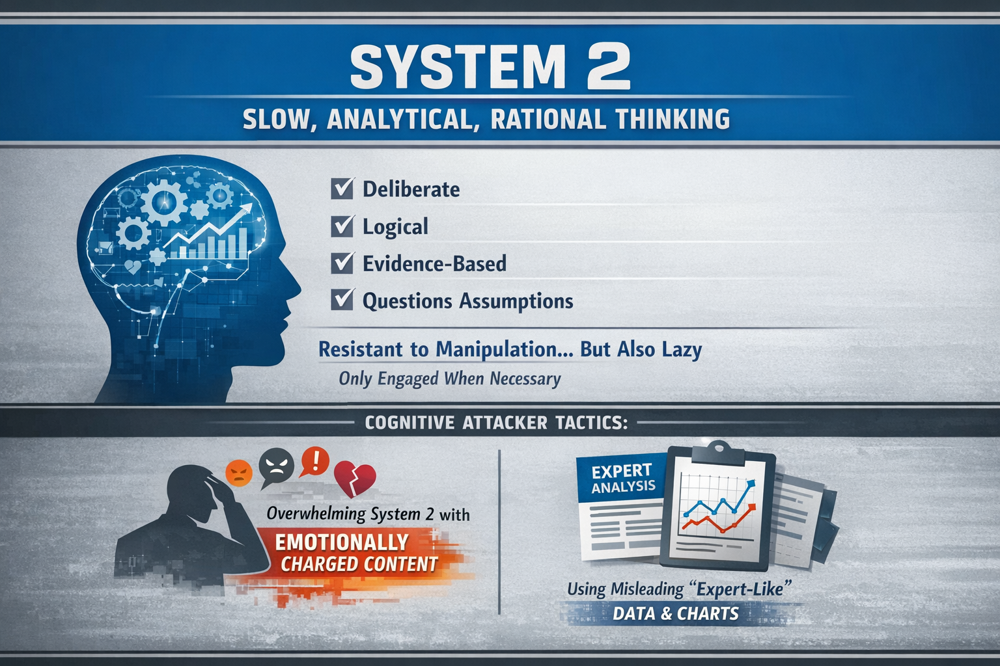 SYSTEM 2
SLOW, ANALYTICAL, RATIONAL THINKING
Deliberate
Logical
Evidence-Based
Questions Assumptions
Resistant to Manipulation... But Also Lazy
Only Engaged When Necessary
COGNITIVE ATTACKER TACTICS:
Overwhelming System 2 with
EMOTIONALLY
CHARGED CONTENT
EXPERT
ANALYSIS
Using Misleading “Expert-Like”
DATA & CHARTS